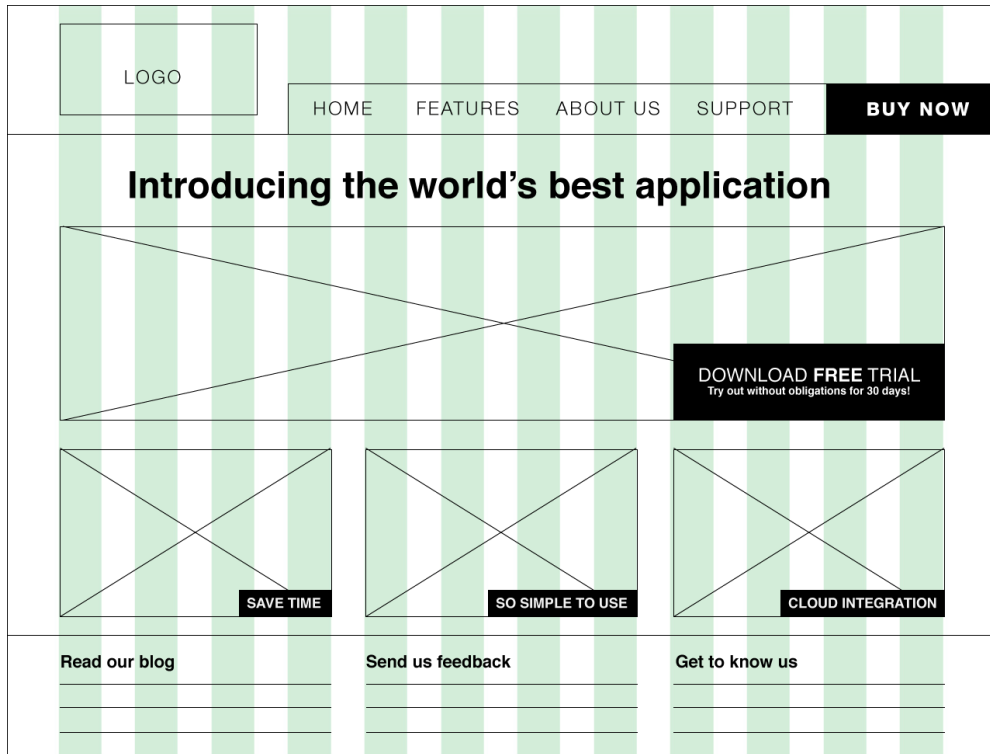 LOGO
HOME FEATURES ABOUT US SUPPORT BUY NOW
Introducing the world’s best application
DOWNLOAD FREE TRIAL
Try out without obligations for 30 days!
SAVE TIME
SO SIMPLE TO USE
CLOUD INTEGRATION
Read our blog
Send us feedback
Get to know us